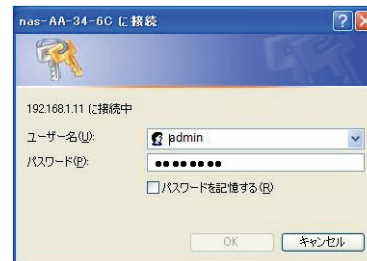 nas-AA-34-6C に接続
192.168.1.11 に接続中
ユーザー名(U):
admin
パスワード(P):
●●●●●●●●
パスワードを記憶する(R)
OK
キャンセル